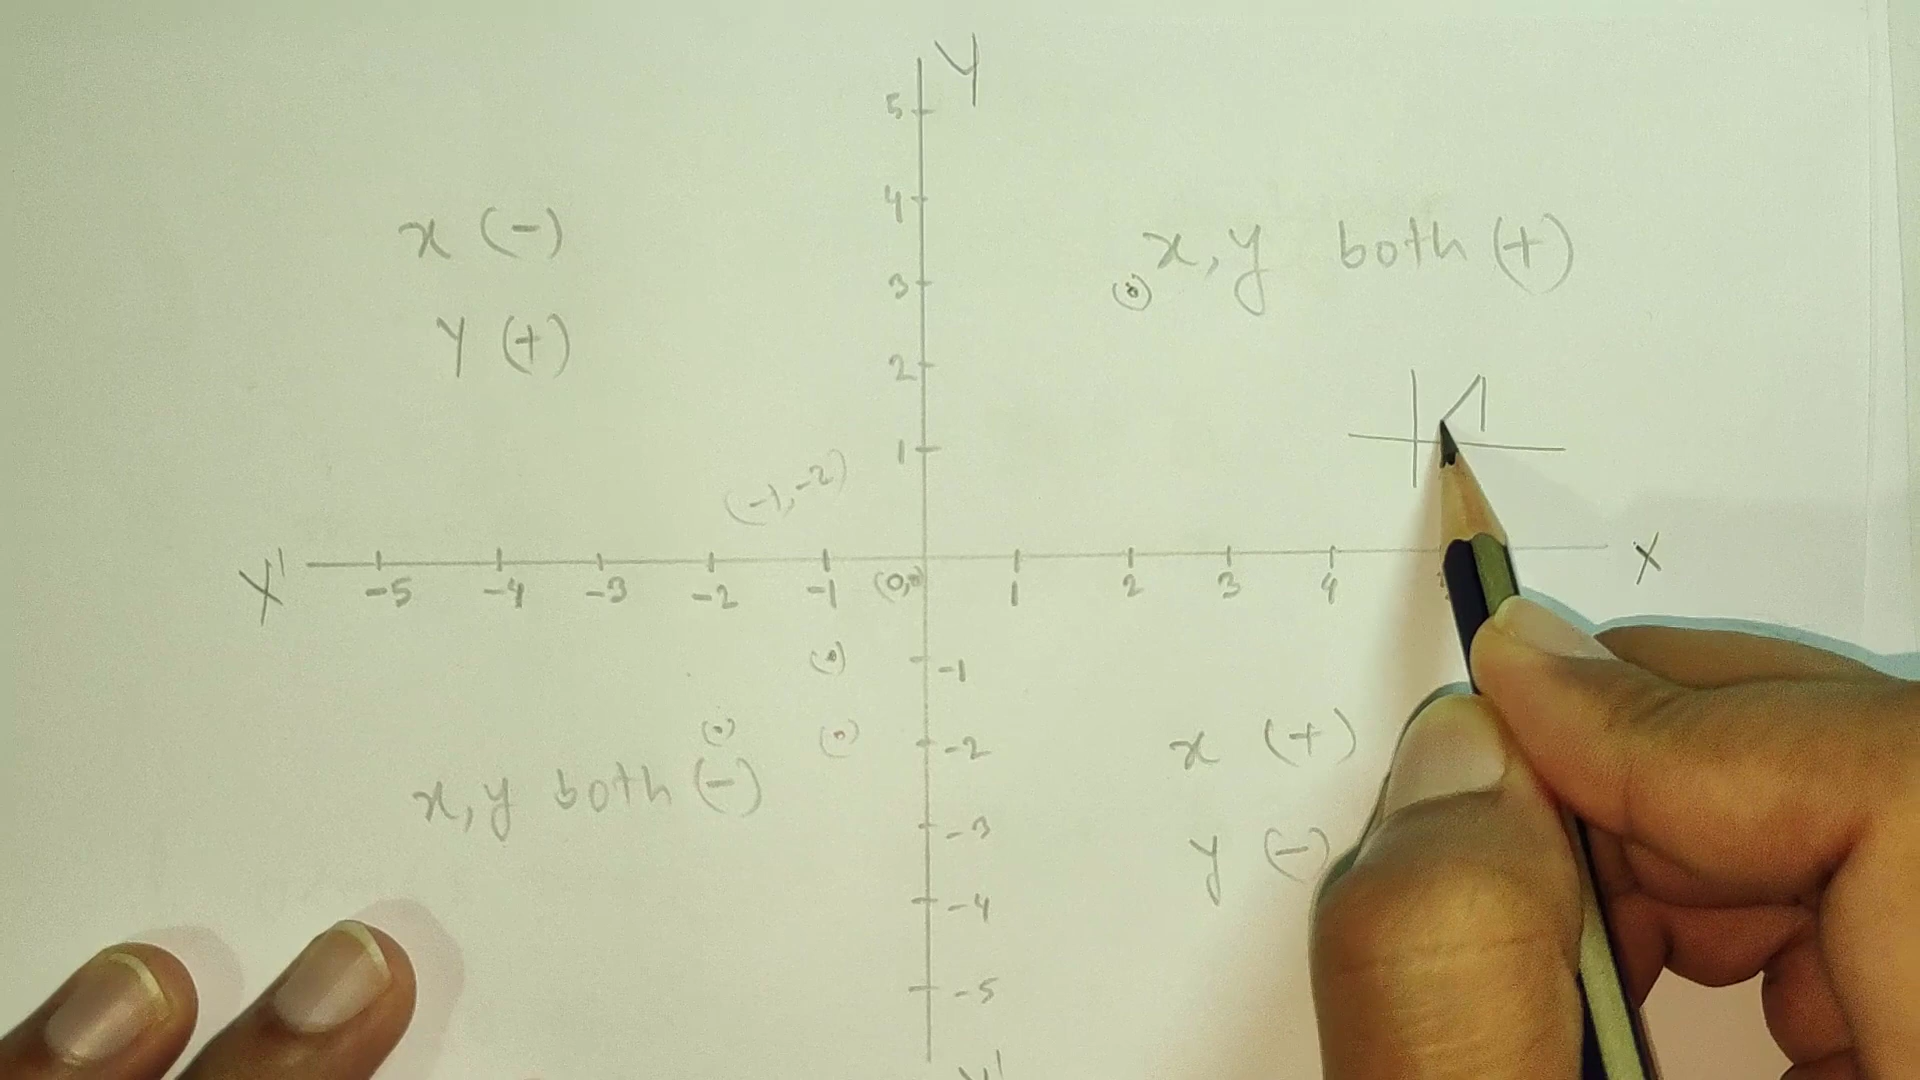 Y
5
4
x (-)
x, y both (+)
3
Y (+)
2
1
(-1, -2)
X' -5 -4 -3 -2 -1 (0,0) 1 2 3 4 X
-1
-2
x (+)
x, y both (-)
-3
y (-)
-4
-5